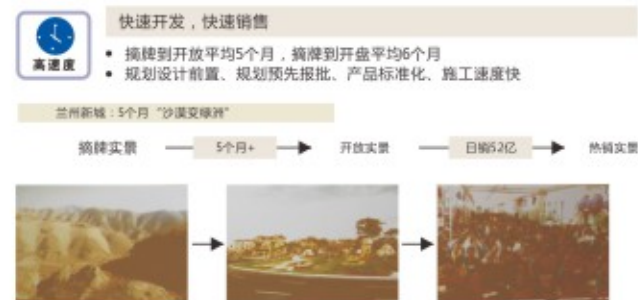 快速开发，快速销售
高速度
• 摘牌到开放平均5个月，摘牌到开盘平均6个月
• 规划设计前置、规划预先报批、产品标准化、施工速度快
兰州新城：5个月“沙漠变绿洲”
摘牌实景 5个月+ 开放实景 日销52亿 热销实景